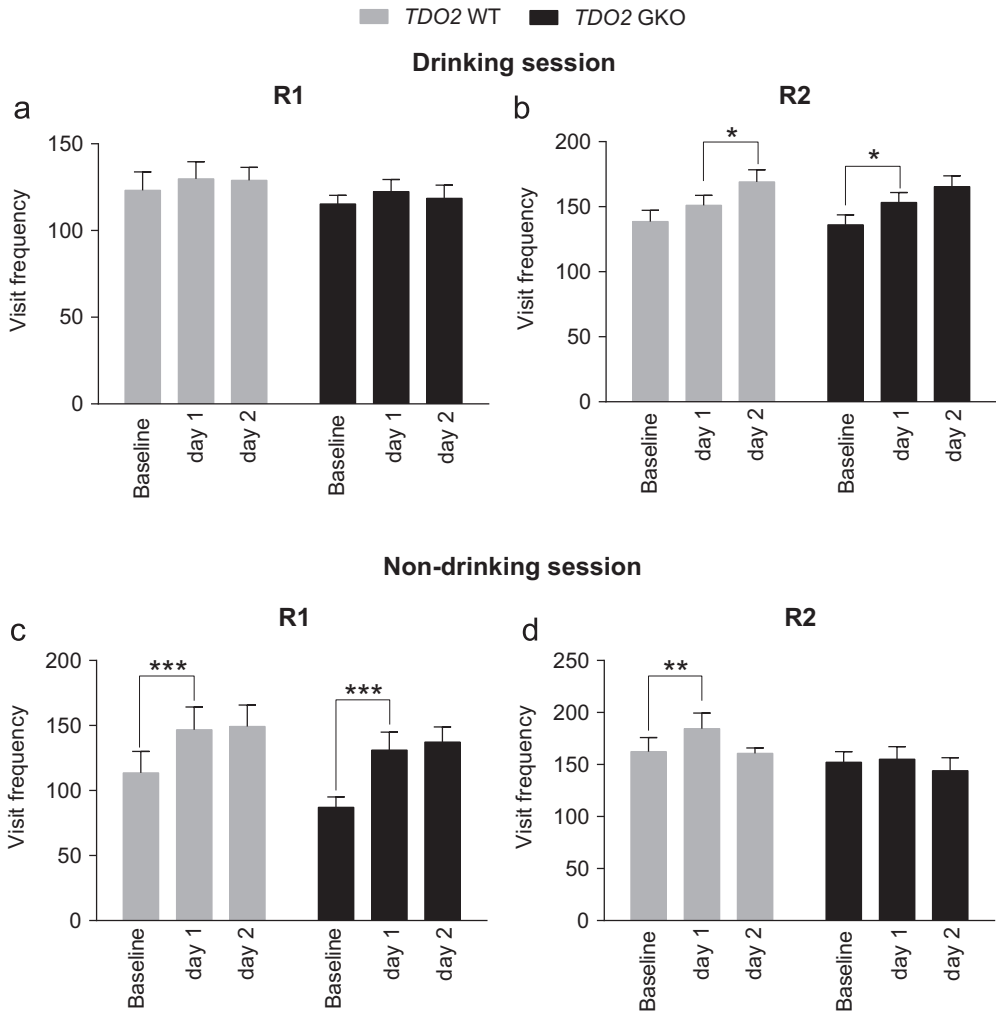 TDO2 WT TDO2 GKO
Drinking session
a R1
Visit frequency
150
100
50
0
Baseline day 1 day 2 Baseline day 1 day 2
b R2
Visit frequency
200
150
100
50
0
* *
Baseline day 1 day 2 Baseline day 1 day 2
Non-drinking session
c R1
Visit frequency
200
150
100
50
0
*** ***
Baseline day 1 day 2 Baseline day 1 day 2
d R2
Visit frequency
250
200
150
100
50
0
**
Baseline day 1 day 2 Baseline day 1 day 2